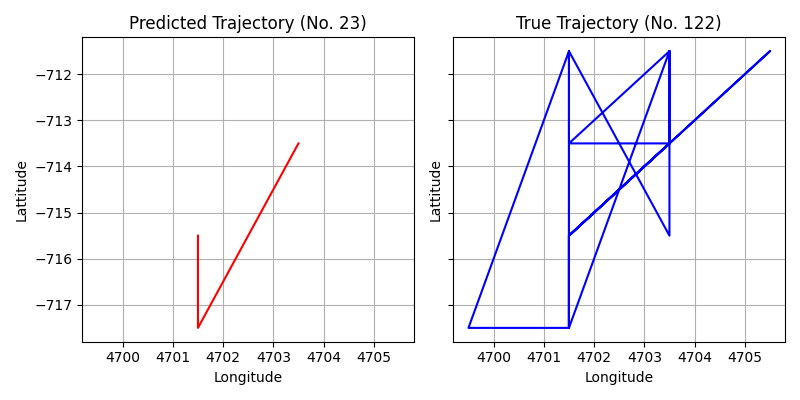 Predicted Trajectory (No. 23)
True Trajectory (No. 122)
−712
−713
−714
−715
−716
−717
Lattitude
Lattitude
4700 4701 4702 4703 4704 4705
4700 4701 4702 4703 4704 4705
Longitude
Longitude